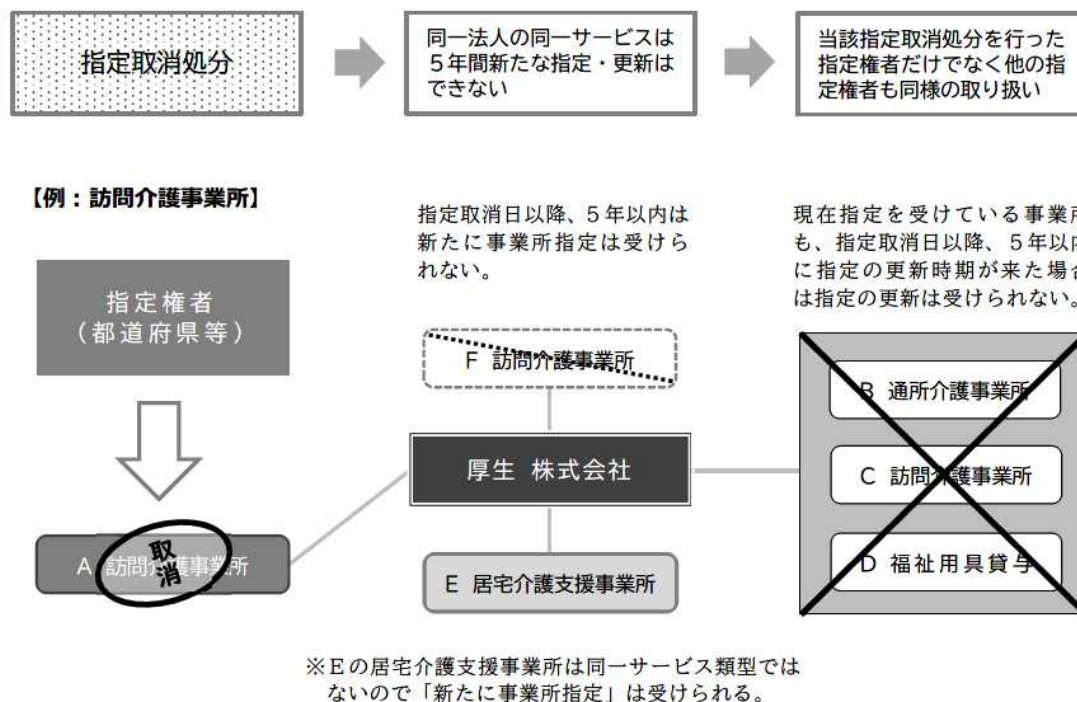 指定取消処分
同一法人の同一サービスは
５年間新たな指定・更新は
できない
当該指定取消処分を行った
指定権者だけでなく他の指
定権者も同様の取り扱い
【例：訪問介護事業所】
指定権者
（都道府県等）
取消
A 訪問介護事業所
指定取消日以降、５年以内は
新たに事業所指定は受けら
れない。
F 訪問介護事業所
厚生 株式会社
E 居宅介護支援事業所
現在指定を受けている事業所
も、指定取消日以降、５年以内
に指定の更新時期が来た場合
は指定の更新は受けられない。
B 通所介護事業所
C 訪問介護事業所
D 福祉用具貸与
※Ｅの居宅介護支援事業所は同一サービス類型では
ないので「新たに事業所指定」は受けられる。